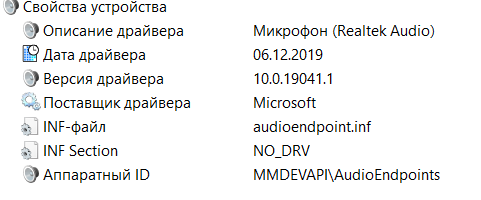 Свойства устройства
Описание драйвера Микрофон (Realtek Audio)
Дата драйвера 06.12.2019
Версия драйвера 10.0.19041.1
Поставщик драйвера Microsoft
INF-файл audioendpoint.inf
INF Section NO_DRV
Аппаратный ID MMDEVAPI\AudioEndpoints